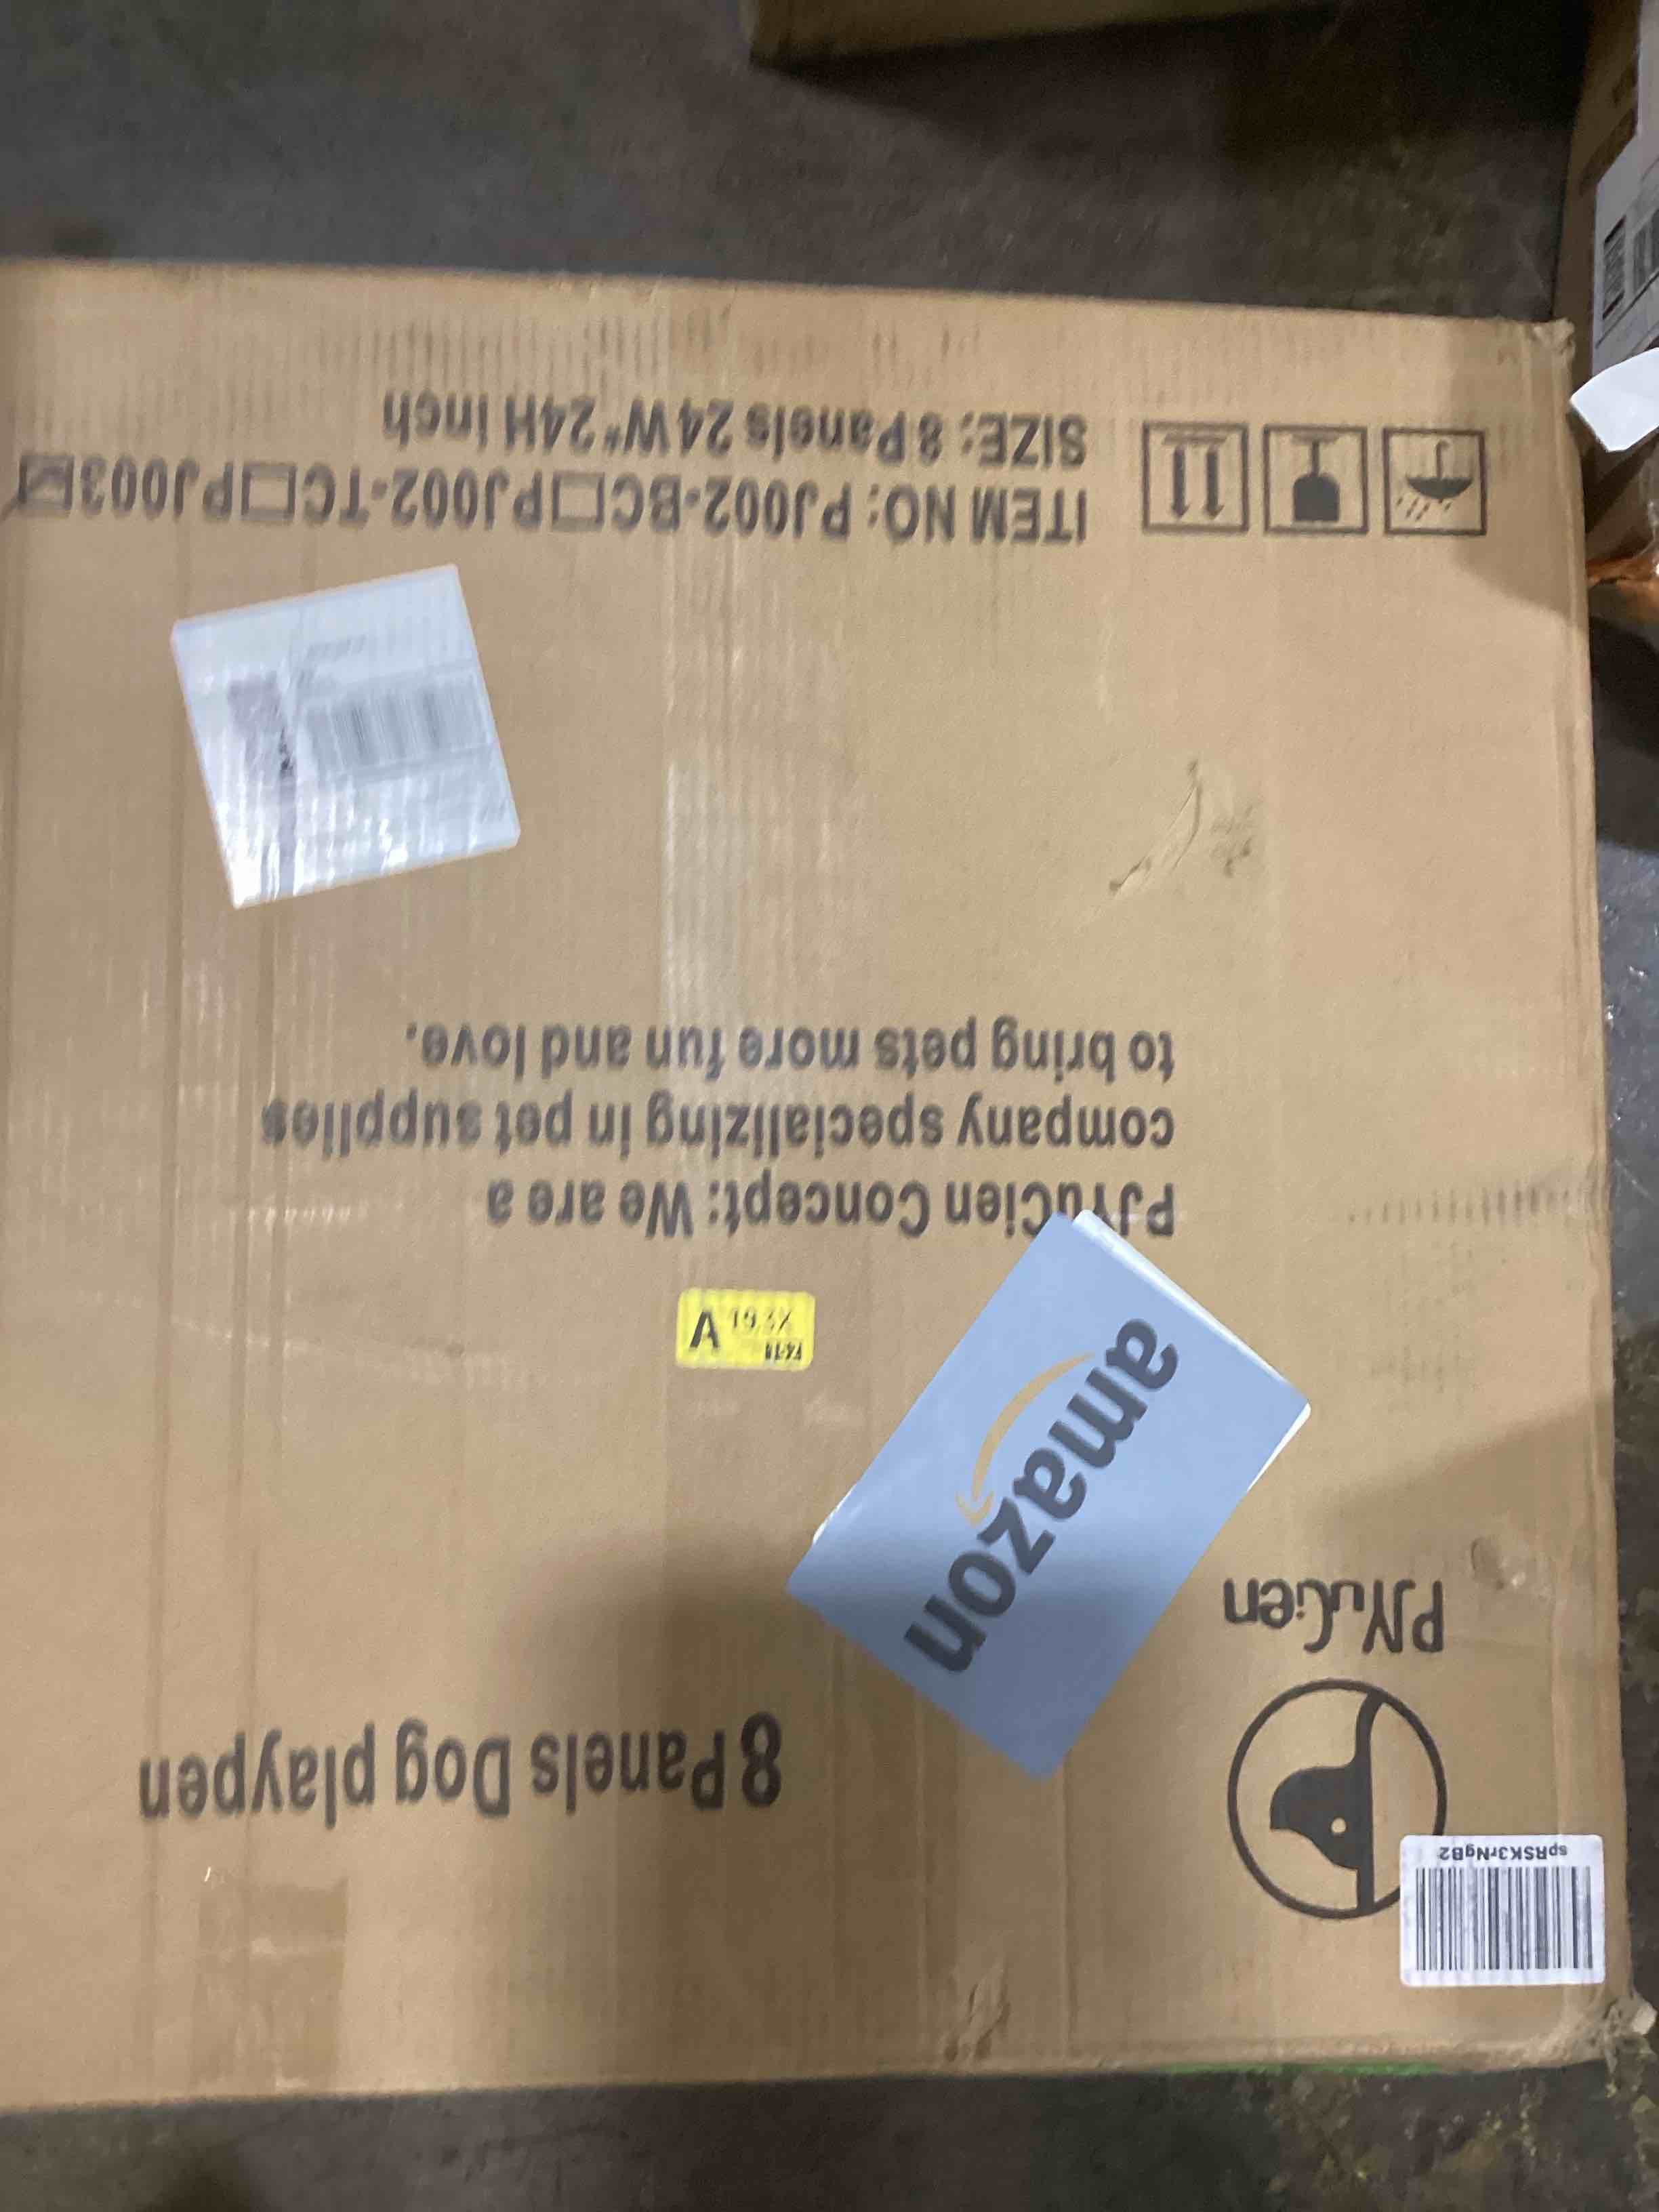 spRSK3rNgB2
PJYuCien
8 Panels Dog playpen
amazon
A
PJYuCien Concept: We are a
company specializing in pet supplies
to bring pets more fun and love.
ITEM NO: PJ002-BC□PJ002-TC□PJ003☑
SIZE: 8 Panels 24W*24H inch